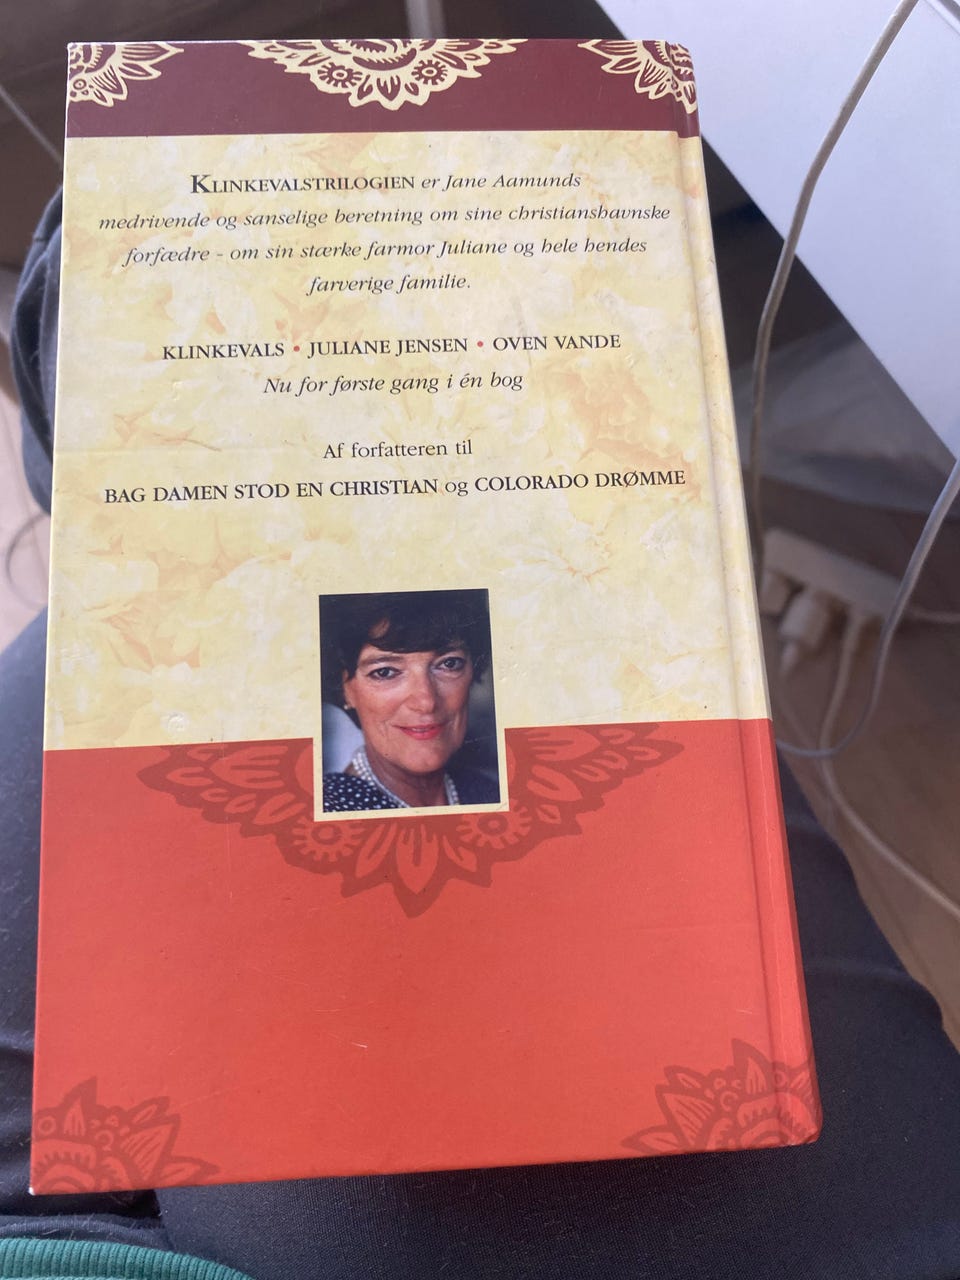 KLINKEVALSTRILOGIEN er Jane Aamunds
medrivende og sanselige beretning om sine christianshavnske
forfædre - om sin stærke farmor Juliane og hele hendes
farverige familie.
KLINKEVALS • JULIANE JENSEN • OVEN VANDE
Nu for første gang i én bog
Af forfatteren til
BAG DAMEN STOD EN CHRISTIAN og COLORADO DRØMME